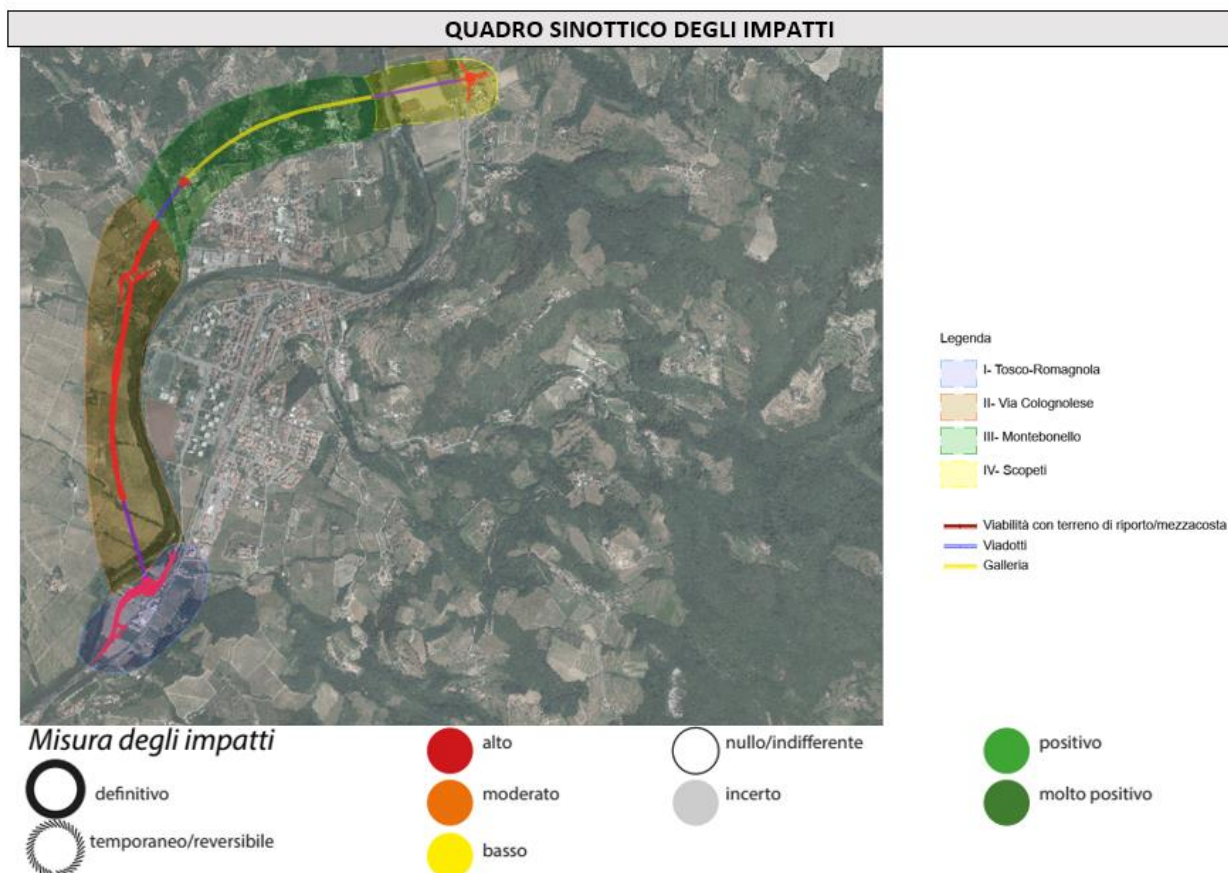 QUADRO SINOTTICO DEGLI IMPATTI
Legenda
I- Tosco-Romagnola
II- Via Colognolese
III- Montebonello
IV- Scopeti
Viabilità con terreno di riporto/mezzacosta
Viadotti
Galleria
Misura degli impatti
definitivo
temporaneo/reversibile
alto
moderato
basso
nullo/indifferente
incerto
positivo
molto positivo